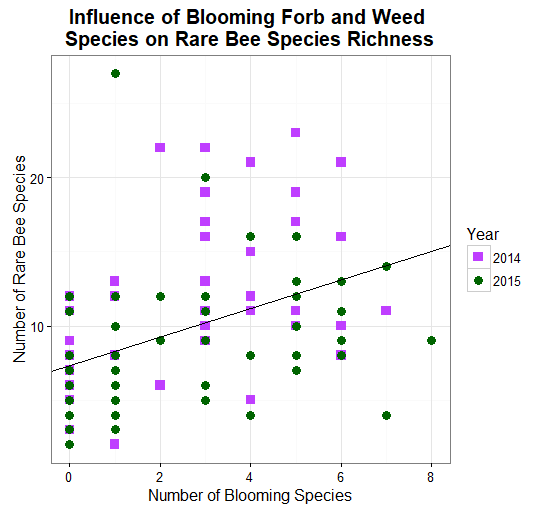 Influence of Blooming Forb and Weed
Species on Rare Bee Species Richness
Number of Rare Bee Species
20
10
0
2
4
6
8
Number of Blooming Species
Year
2014
2015